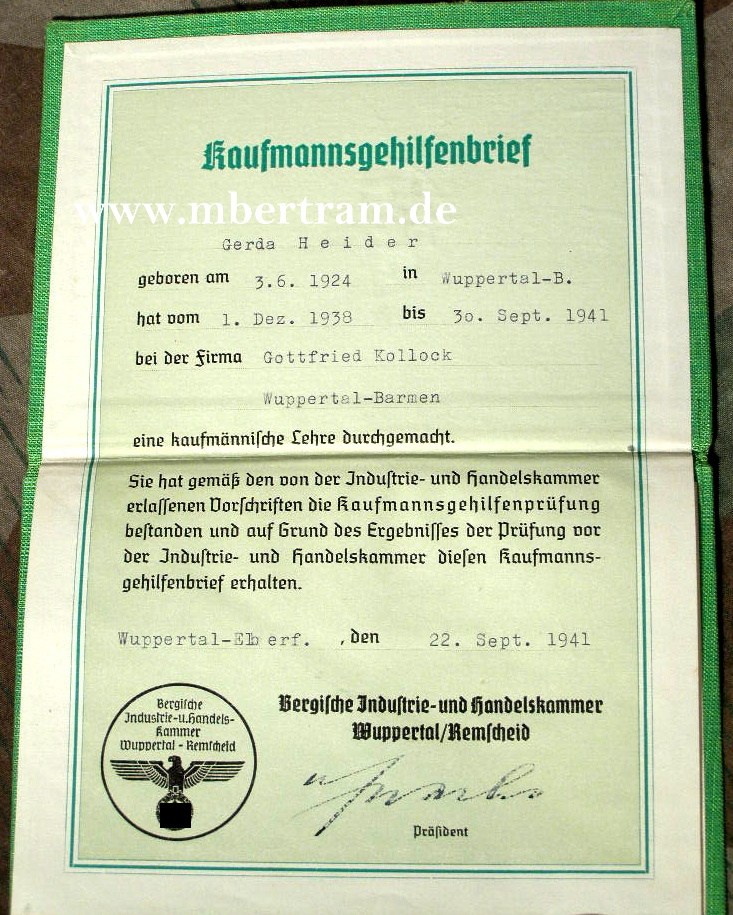 Kaufmannsgehilfenbrief
www.mbertram.de
Gerda Heider
geboren am 3.6. 1924 in Wuppertal-B.
hat vom 1. Dez. 1938 bis 30. Sept. 1941
bei der Firma Gottfried Kollock
Wuppertal-Barmen
eine kaufmännische Lehre durchgemacht.
Sie hat gemäß den von der Industrie- und Handelskammer
erlassenen Vorschriften die Kaufmannsgehilfenprüfung
bestanden und auf Grund des Ergebnisses der Prüfung vor
der Industrie- und Handelskammer diesen Kaufmanns-
gehilfenbrief erhalten.
Wuppertal-Elberf. , den 22. Sept. 1941
Bergische Industrie- und Handelskammer
Wuppertal/Remscheid
Präsident
Bergische
Industrie-u.Handels-
Kammer
Wuppertal - Remscheid